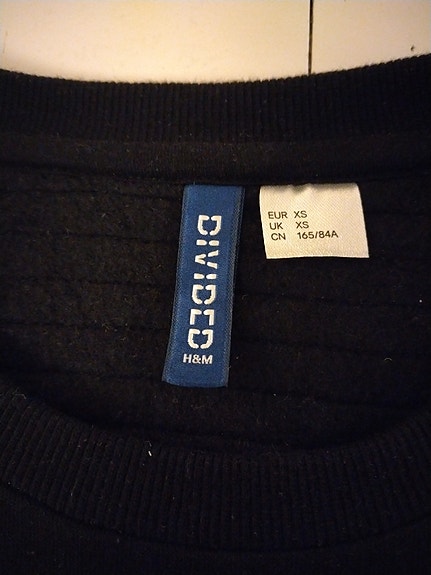 DIVIDED
H&M
EUR XS
UK XS
CN 165/84A